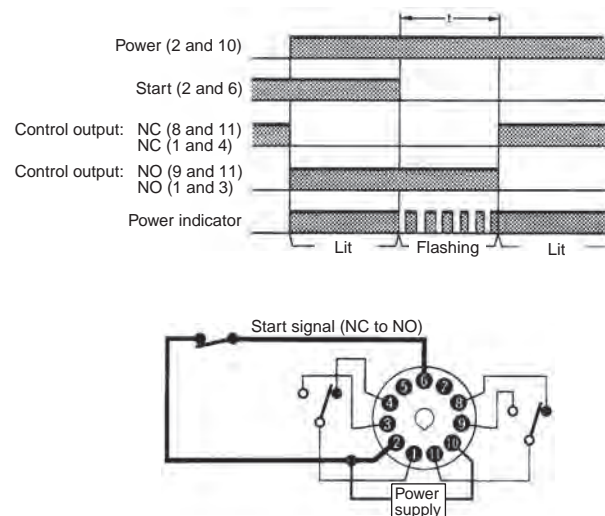 t
Power (2 and 10)
Start (2 and 6)
Control output: NC (8 and 11)
NC (1 and 4)
Control output: NO (9 and 11)
NO (1 and 3)
Power indicator
Lit Flashing Lit
Start signal (NC to NO)
6
5 7
4 8
3 9
2 10
1 11
Power
supply